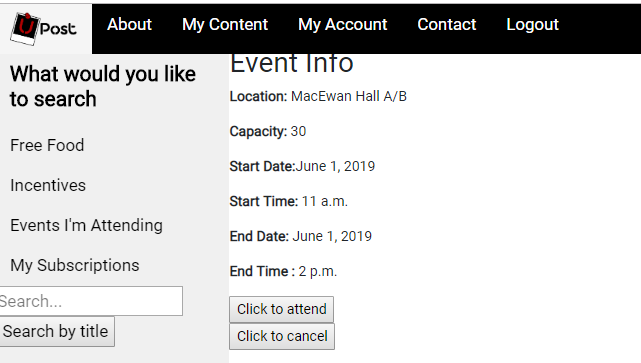 UPost About My Content My Account Contact Logout
What would you like
to search
Free Food
Incentives
Events I'm Attending
My Subscriptions
Search...
Search by title
Event Info
Location: MacEwan Hall A/B
Capacity: 30
Start Date:June 1, 2019
Start Time: 11 a.m.
End Date: June 1, 2019
End Time : 2 p.m.
Click to attend
Click to cancel